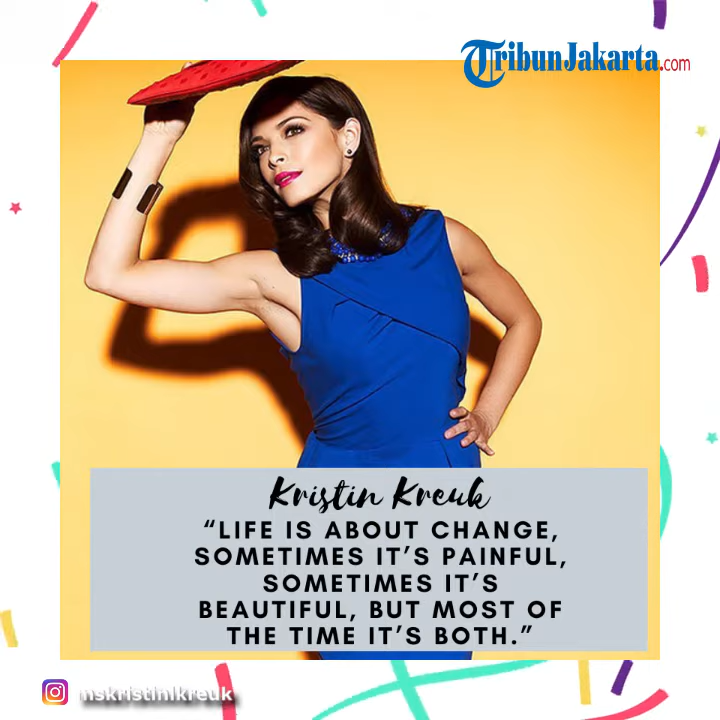 TribunJakarta.com
Kristin Kreuk
“LIFE IS ABOUT CHANGE,
SOMETIMES IT’S PAINFUL,
SOMETIMES IT’S
BEAUTIFUL, BUT MOST OF
THE TIME IT’S BOTH.”
mskristinlkreuk